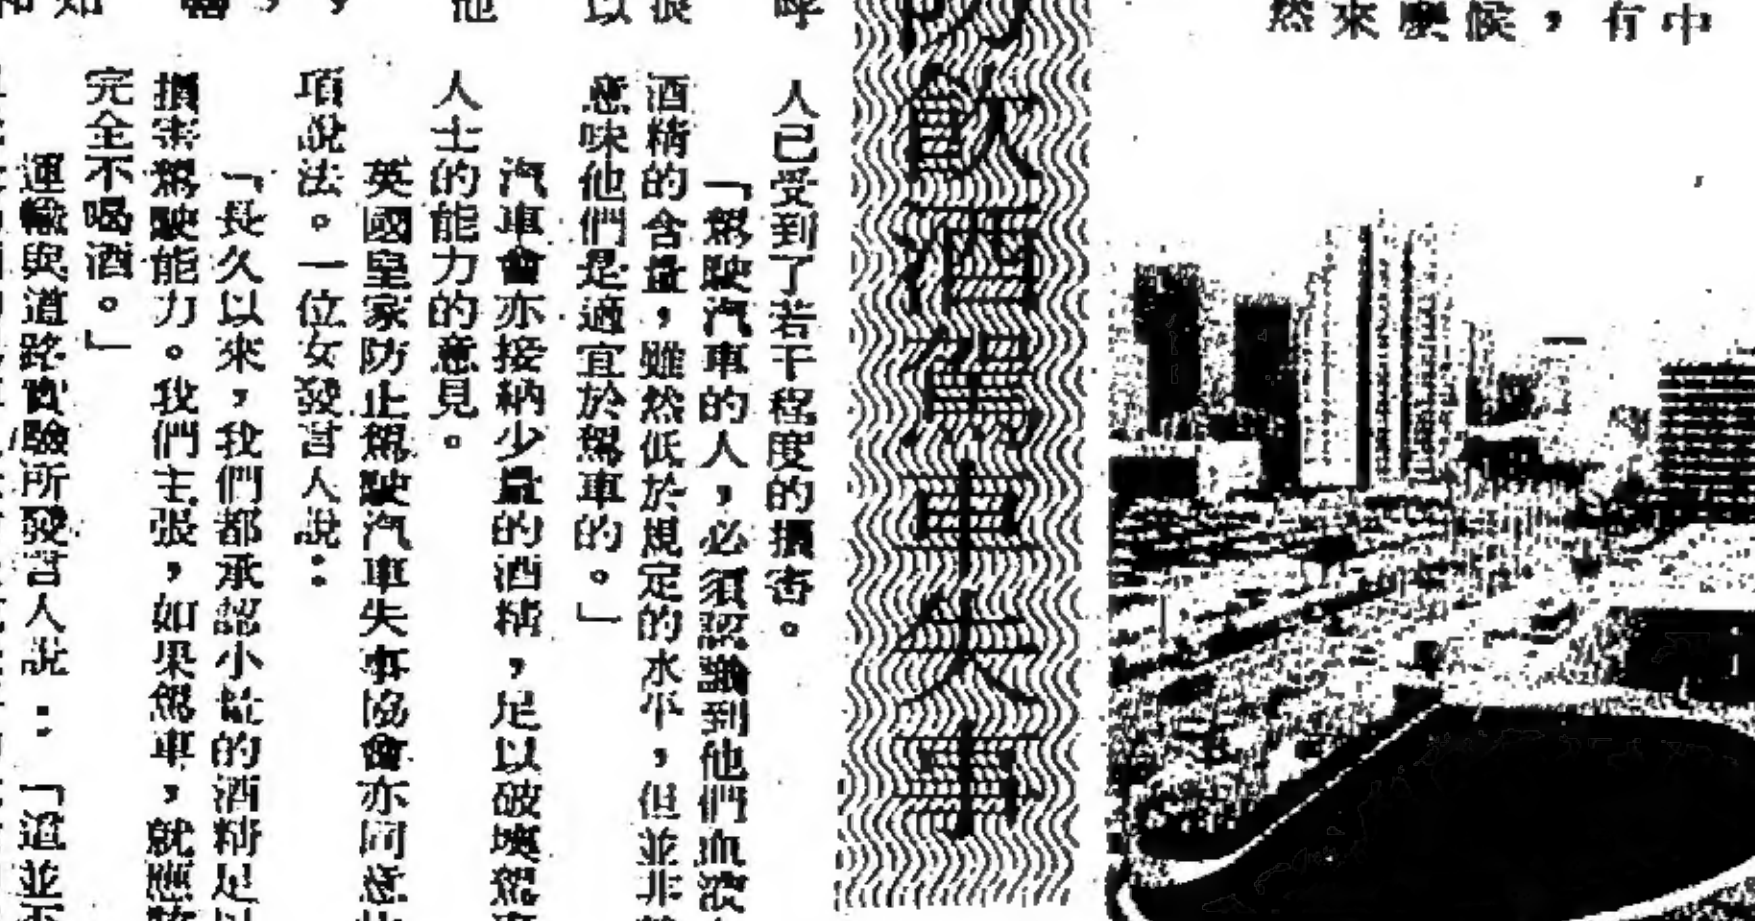 然來麼候，有中
防飲酒駕車失事
人已受到了若干程度的損害。
「駕駛汽車的人，必須認識到他們血液
酒精的含量，雖然低於規定的水平，但並非
意味他們是適宜於駕車的。」
汽車會亦接納少量的酒精，足以破壞駕
人士的能力的意見。
英國皇家防止駕駛汽車失事協會亦同意此
項說法。一位女發言人說：
「長久以來，我們都承認小量的酒精足以
損害駕駛能力。我們主張，如果駕車，就應該
完全不喝酒。」
運輸與道路實驗所發言人說：「這並不